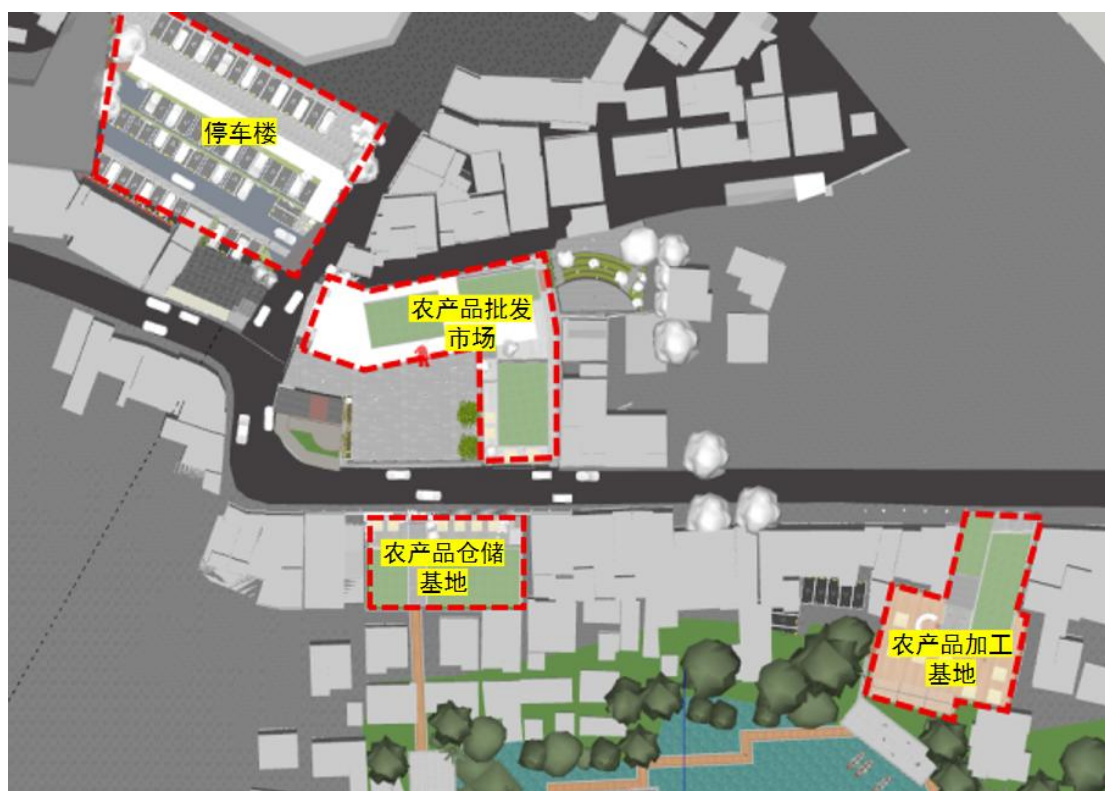 停车楼
农产品批发
市场
农产品仓储
基地
农产品加工
基地